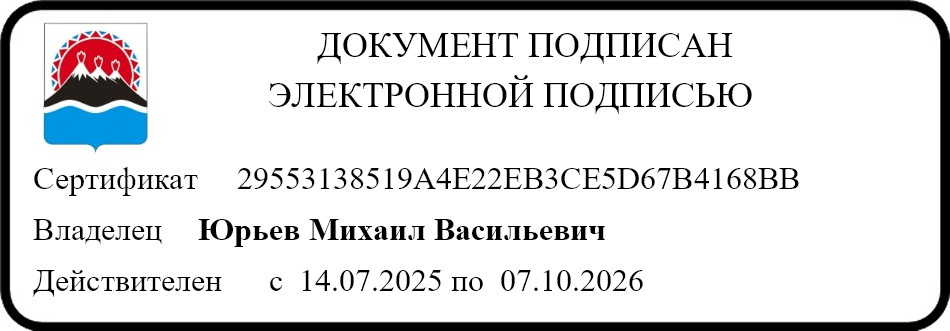 ДОКУМЕНТ ПОДПИСАН
ЭЛЕКТРОННОЙ ПОДПИСЬЮ
Сертификат 29553138519A4E22EB3CE5D67B4168BB
Владелец Юрьев Михаил Васильевич
Действителен с 14.07.2025 по 07.10.2026